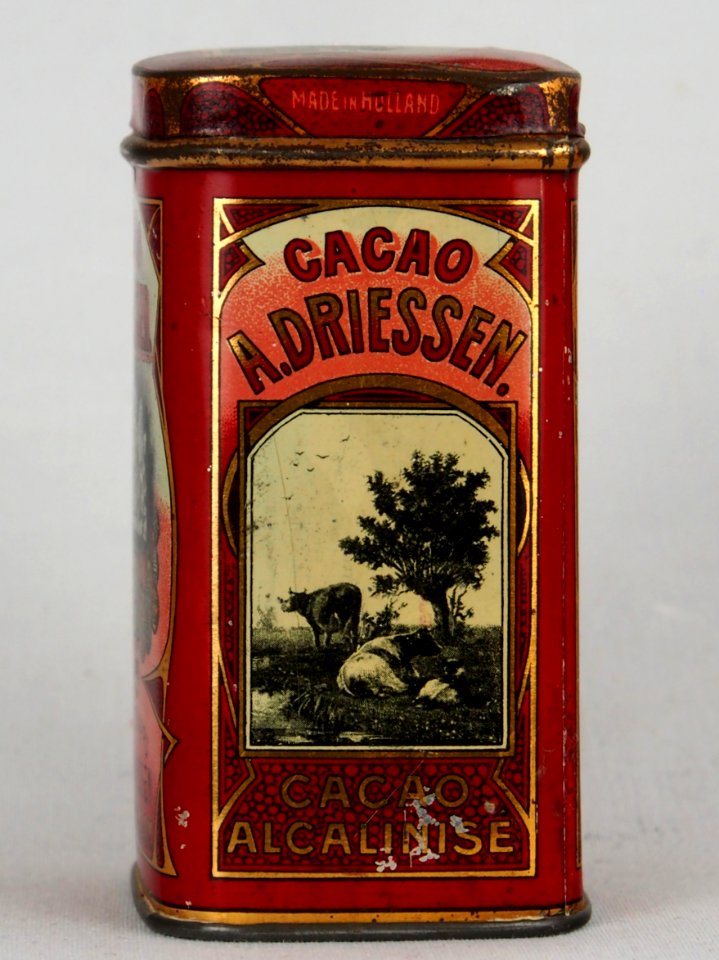 MADE IN HOLLAND
CACAO
A. DRIESSEN.
CACAO
ALCALINISE